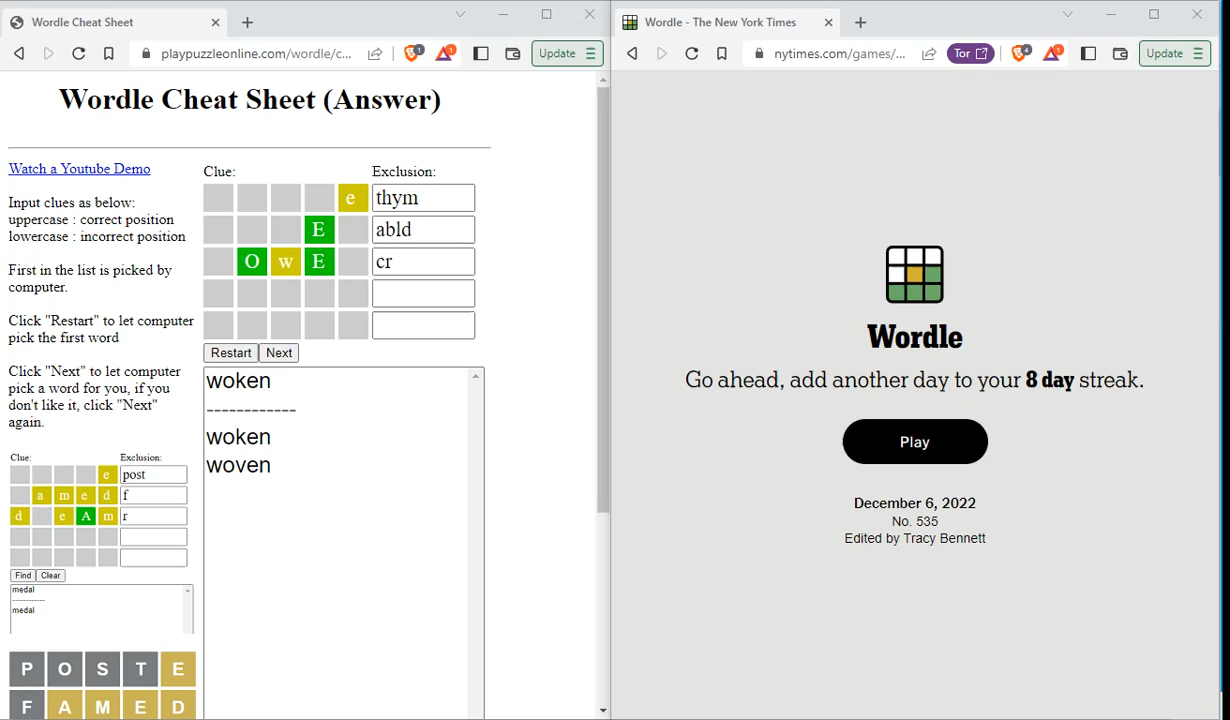 Wordle Cheat Sheet
playpuzzleonline.com/wordle/c...
1
1
Update
Wordle Cheat Sheet (Answer)
Watch a Youtube Demo
Input clues as below:
uppercase : correct position
lowercase : incorrect position
First in the list is picked by
computer.
Click "Restart" to let computer
pick the first word
Click "Next" to let computer
pick a word for you, if you
don't like it, click "Next"
again.
Clue:
Exclusion:
e
post
a m e d
f
d e A m
r
Find
Clear
medal
------------
medal
P O S T E
F A M E D
Clue:
Exclusion:
e
thym
E
abld
O w E
cr
Restart
Next
woken
------------
woken
woven
Wordle - The New York Times
nytimes.com/games/...
Tor
4
1
Update
Wordle
Go ahead, add another day to your 8 day streak.
Play
December 6, 2022
No. 535
Edited by Tracy Bennett